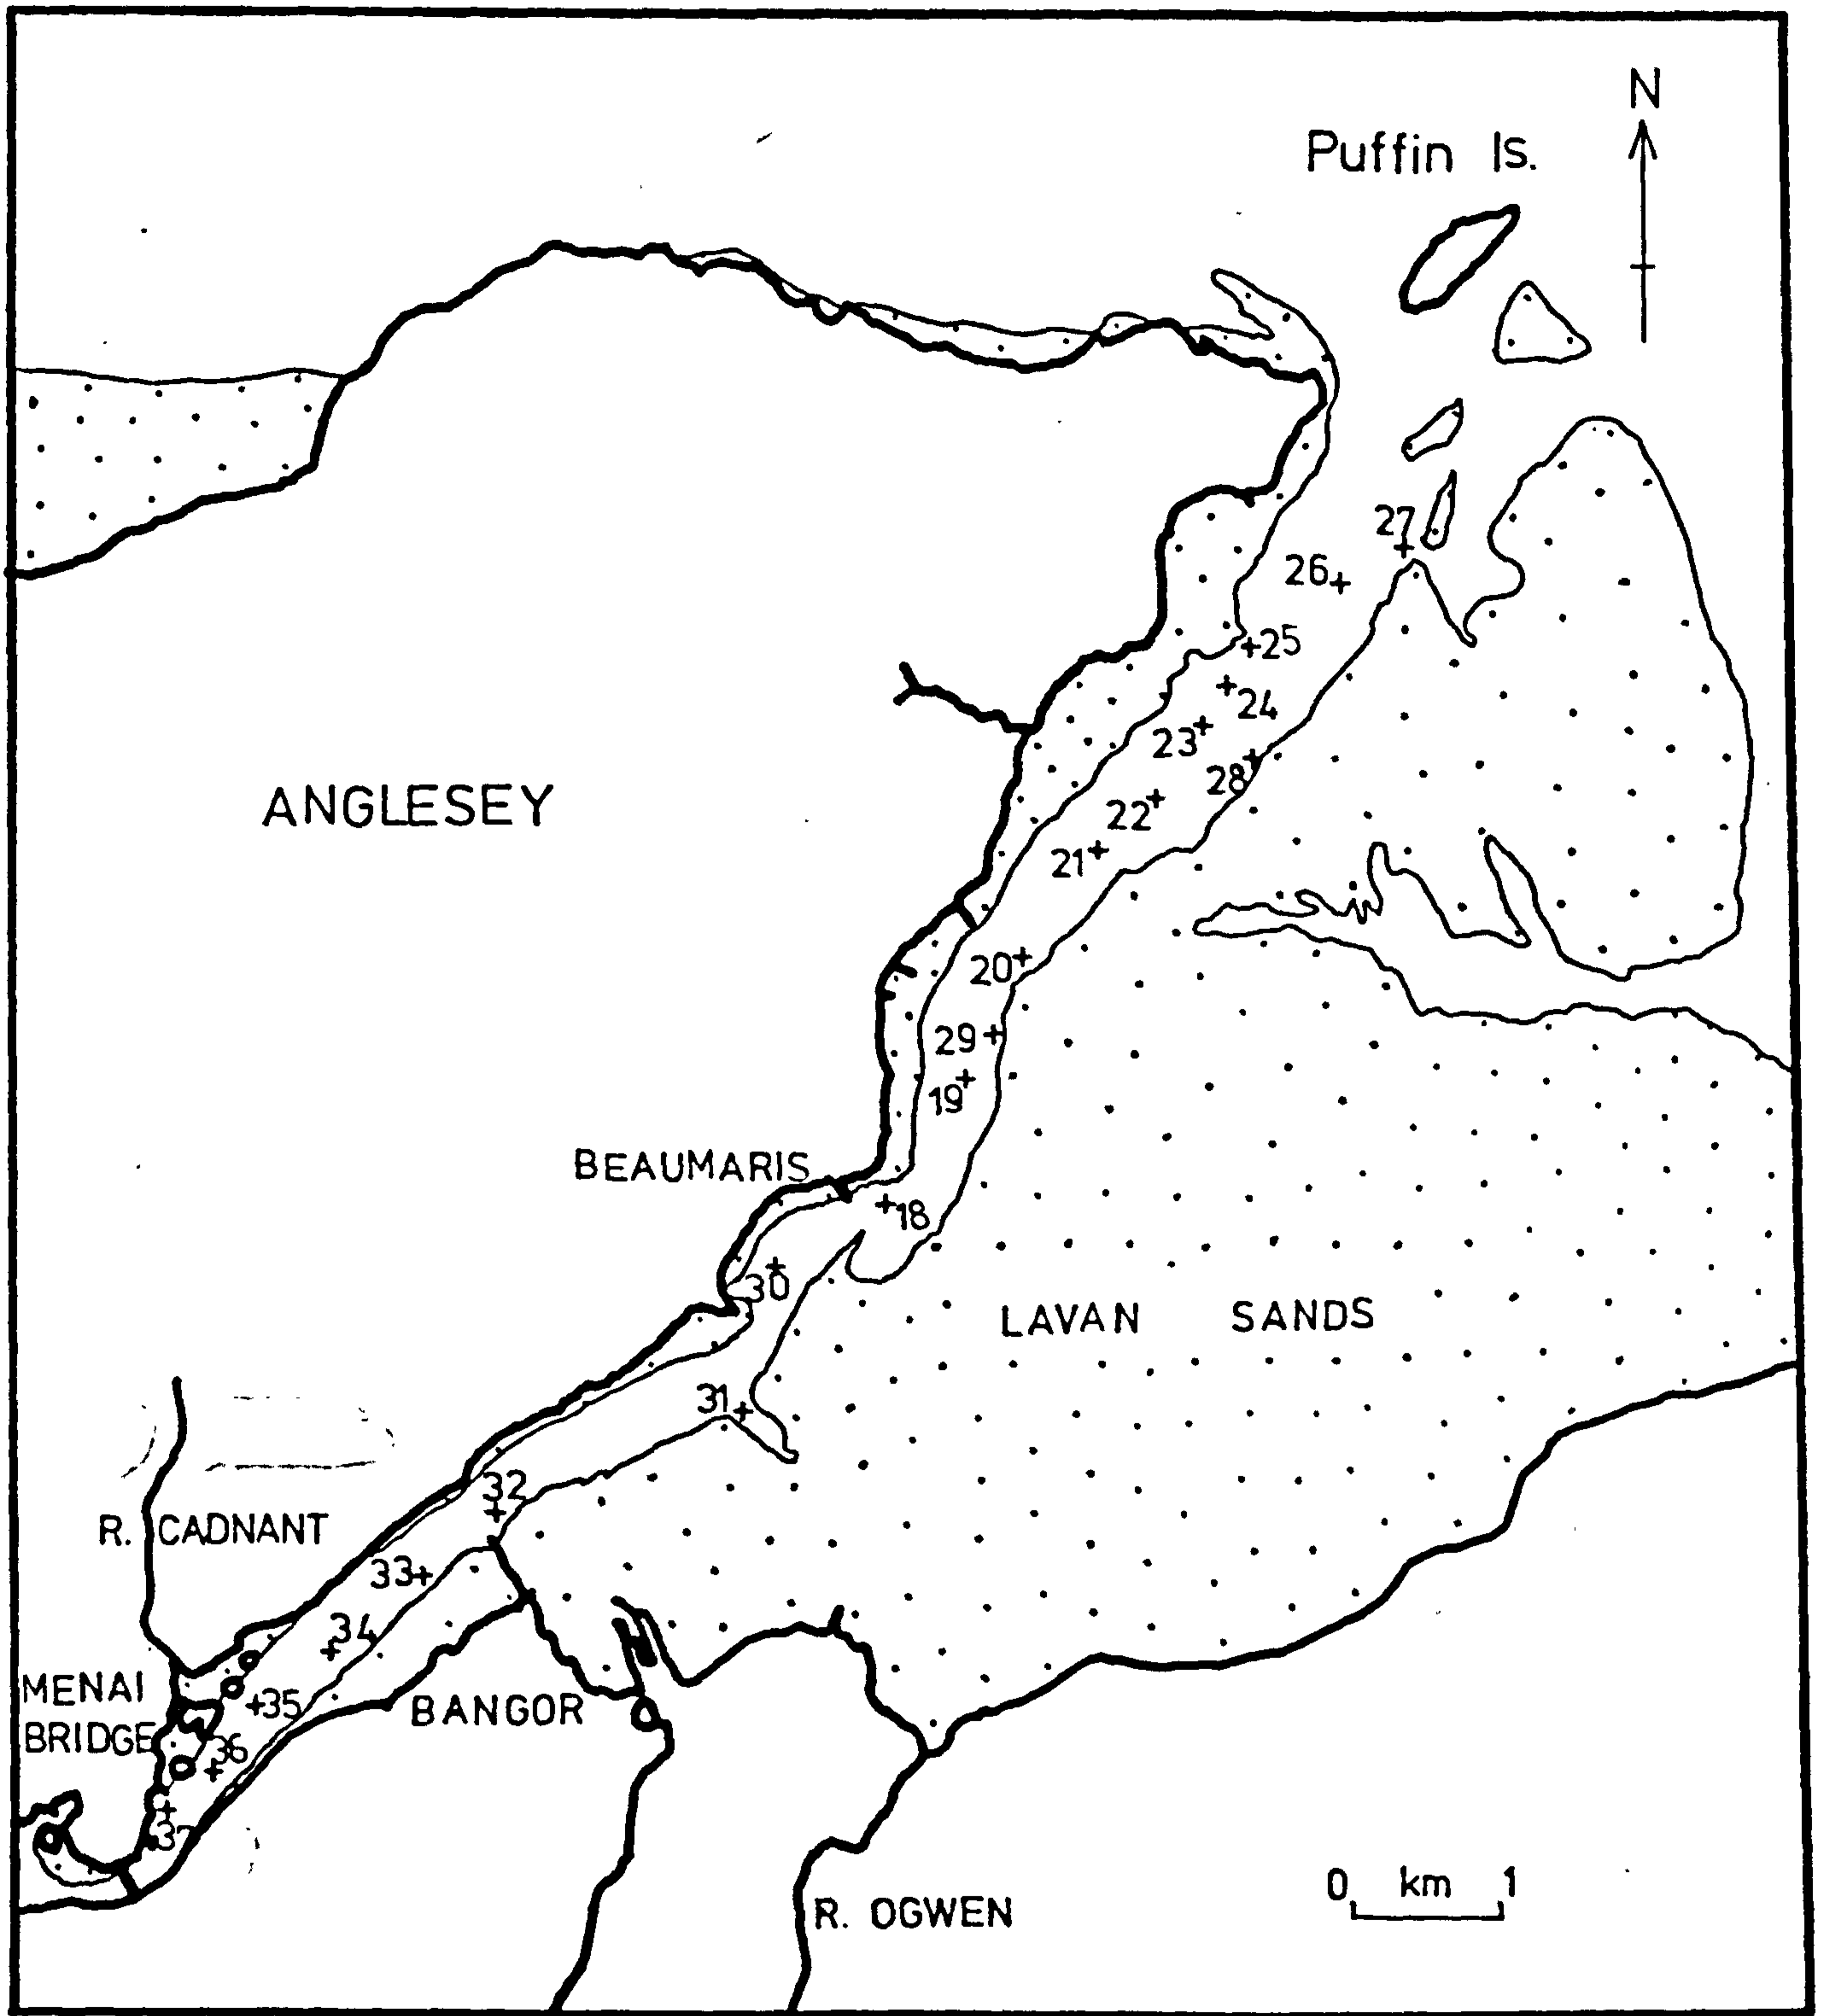 N
Puffin Is.
27
26
25
24
23
28
22
21
ANGLESEY
20
29
19
BEAUMARIS
18
30
LAVAN SANDS
31
32
R. CADNANT
33
34
MENAI
BRIDGE
35
BANGOR
36
37
0 km 1
R. OGWEN